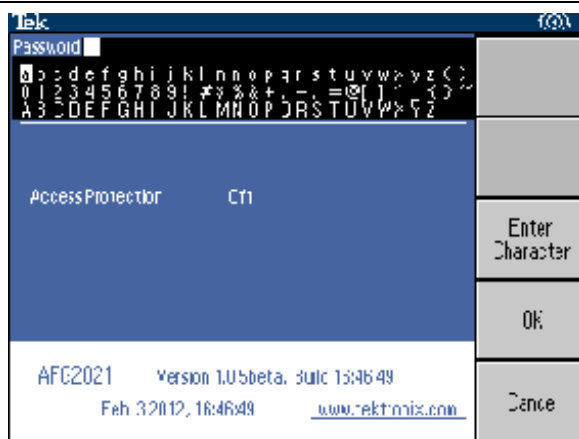 Tek
Password
a b c d e f g h i j k l m n o p q r s t u v w x y z ( )
0 1 2 3 4 5 6 7 8 9 ! # $ % & + , - . = @ [ ] ^ { } ~
A B C D E F G H I J K L M N O P Q R S T U V W X Y Z
Access Protection
Enter
Character
OK
AFG2021 Version 1.0.5beta, Build 16:46:49
Feb 3 2012, 16:46:49 www.tektronix.com
Cancel